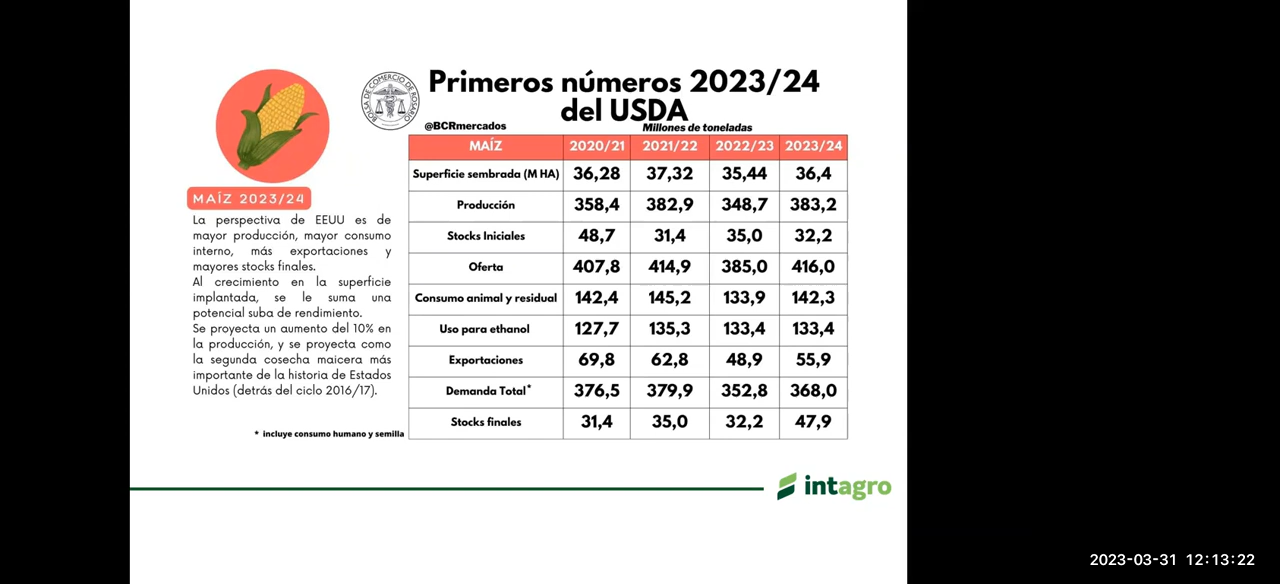 BOLSA DE COMERCIO DE ROSARIO
Primeros números 2023/24
del USDA
@BCRmercados
Millones de toneladas
MAÍZ 2020/21 2021/22 2022/23 2023/24
Superficie sembrada (M HA) 36,28 37,32 35,44 36,4
Producción 358,4 382,9 348,7 383,2
Stocks Iniciales 48,7 31,4 35,0 32,2
Oferta 407,8 414,9 385,0 416,0
Consumo animal y residual 142,4 145,2 133,9 142,3
Uso para ethanol 127,7 135,3 133,4 133,4
Exportaciones 69,8 62,8 48,9 55,9
Demanda Total* 376,5 379,9 352,8 368,0
Stocks finales 31,4 35,0 32,2 47,9
MAÍZ 2023/24
La perspectiva de EEUU es de
mayor producción, mayor consumo
interno, más exportaciones y
mayores stocks finales.
Al crecimiento en la superficie
implantada, se le suma una
potencial suba de rendimiento.
Se proyecta un aumento del 10% en
la producción, y se proyecta como
la segunda cosecha maicera más
importante de la historia de Estados
Unidos (detrás del ciclo 2016/17).
* incluye consumo humano y semilla
intagro
2023-03-31 12:13:22